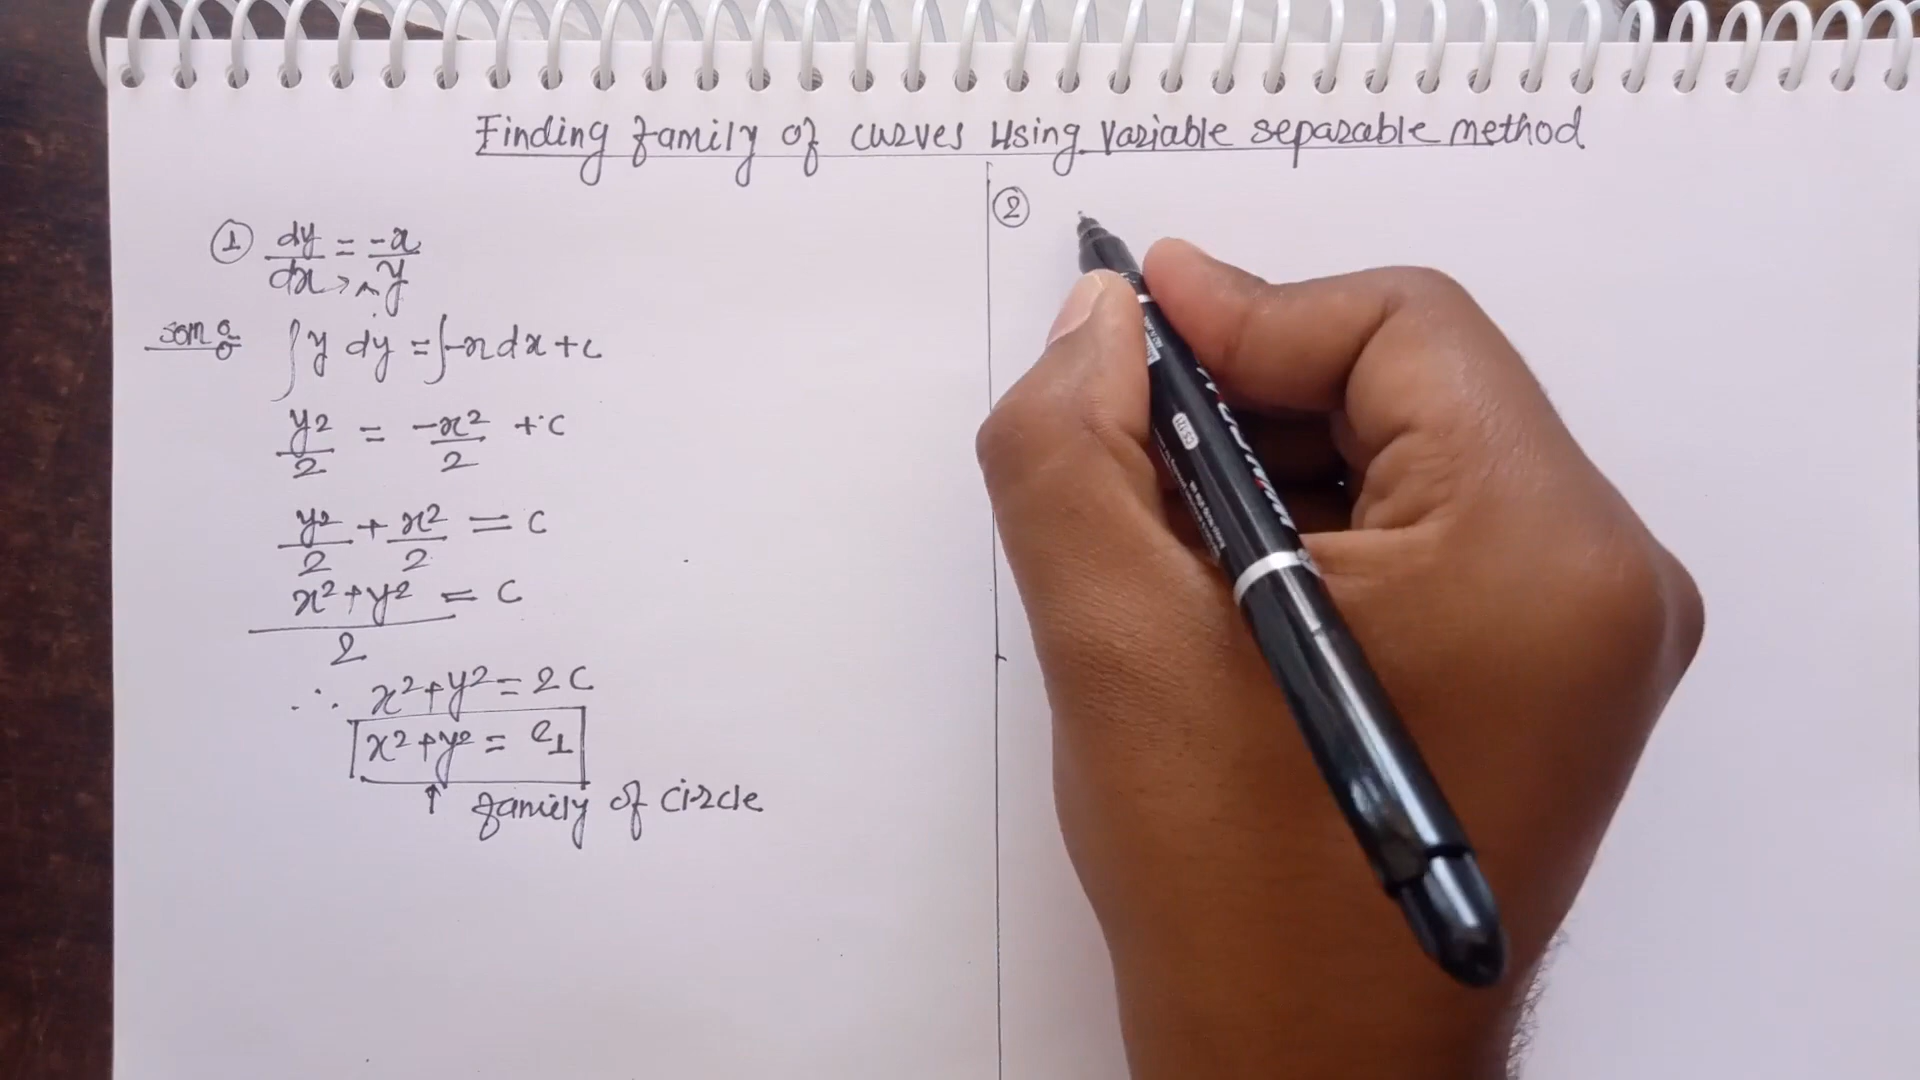 Finding family of curves using variable separable method
① dy/dx = -x/y
soln: ∫y dy = ∫-x dx + c
y²/2 = -x²/2 + c
y²/2 + x²/2 = c
x²+y²/2 = c
∴ x²+y² = 2c
x²+y² = c1
↑ family of circle
②